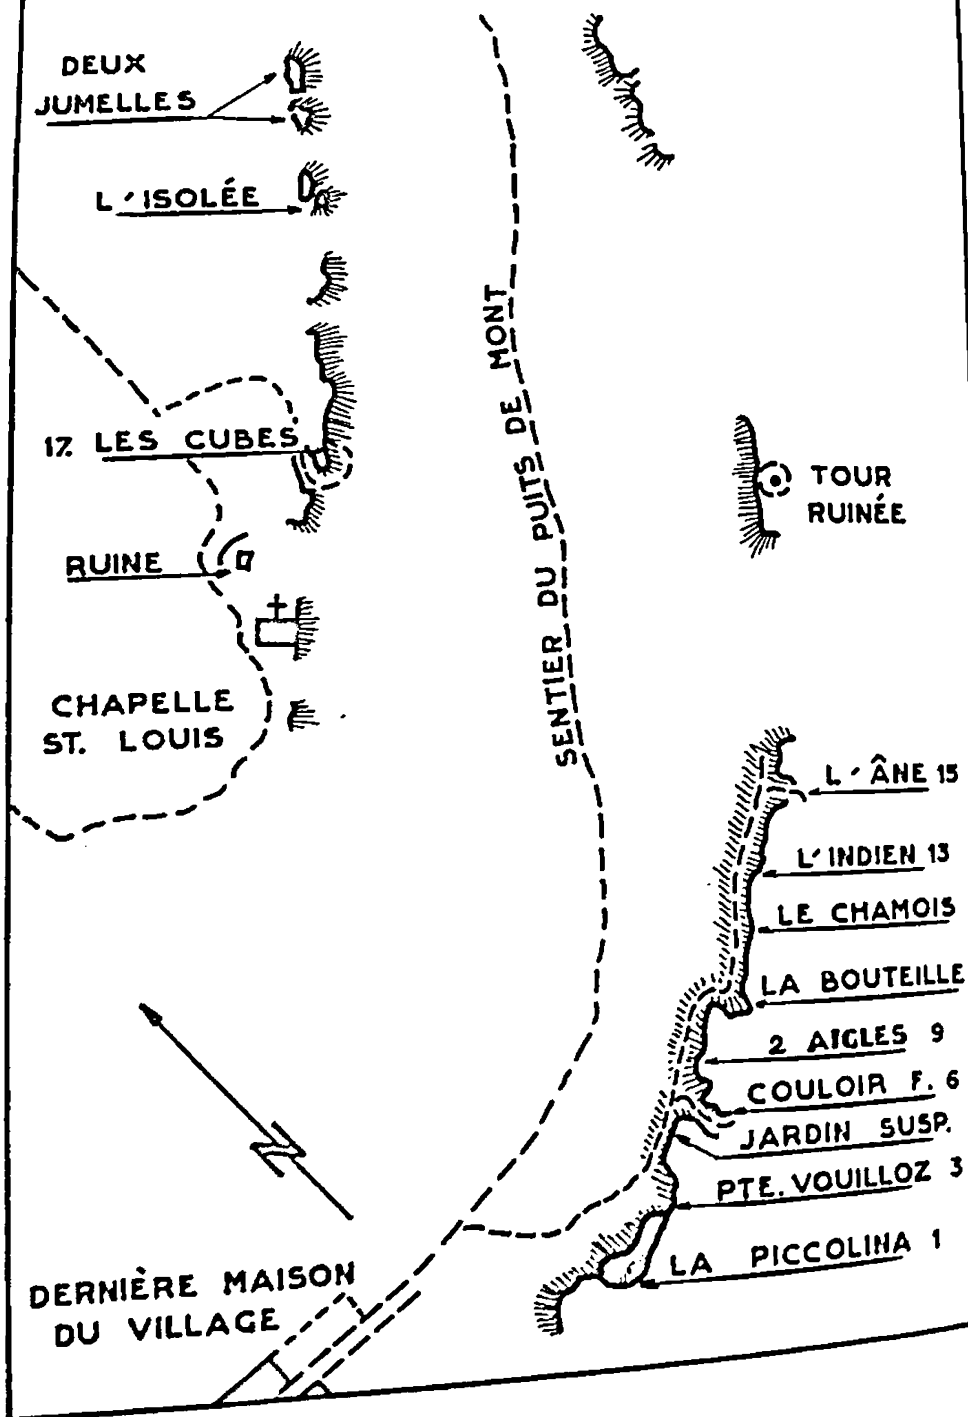 DEUX
JUMELLES
L'ISOLÉE
SENTIER DU PUITS DE MONT
17. LES CUBES
TOUR
RUINÉE
RUINE
CHAPELLE
ST. LOUIS
L'ÂNE 15
L'INDIEN 13
LE CHAMOIS
LA BOUTEILLE
2 AIGLES 9
COULOIR F. 6
JARDIN SUSP.
PTE. VOUILLOZ 3
LA PICCOLINA 1
DERNIÈRE MAISON
DU VILLAGE
N